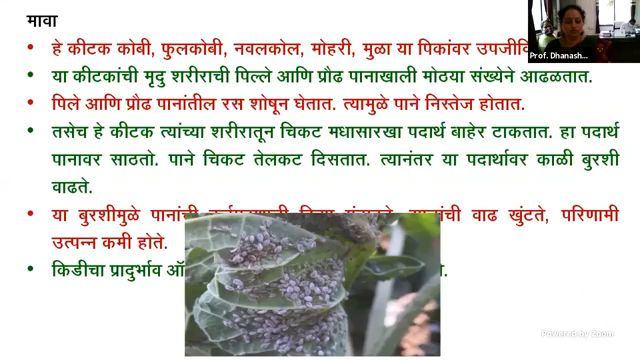 मावा
• हे कीटक कोबी, फुलकोबी, नवलकोल, मोहरी, मुळा या पिकांवर
• या कीटकांची मृदु शरीराची पिल्ले आणि प्रौढ पानाखाली मोठया संख्येने आढळतात.
• पिले आणि प्रौढ पानांतील रस शोषून घेतात. त्यामुळे पाने निस्तेज होतात.
• तसेच हे कीटक त्यांच्या शरीरातून चिकट मधासारखा पदार्थ बाहेर टाकतात. हा पदार्थ
पानावर साठतो. पाने चिकट तेलकट दिसतात. त्यानंतर या पदार्थावर काळी बुरशी
वाढते.
• या बुरशीमुळे पानांची वाढ खुंटते, परिणामी
उत्पन्न कमी होते.
• किडीचा प्रादुर्भाव
Prof. Dhanash...
Powered by Zoom